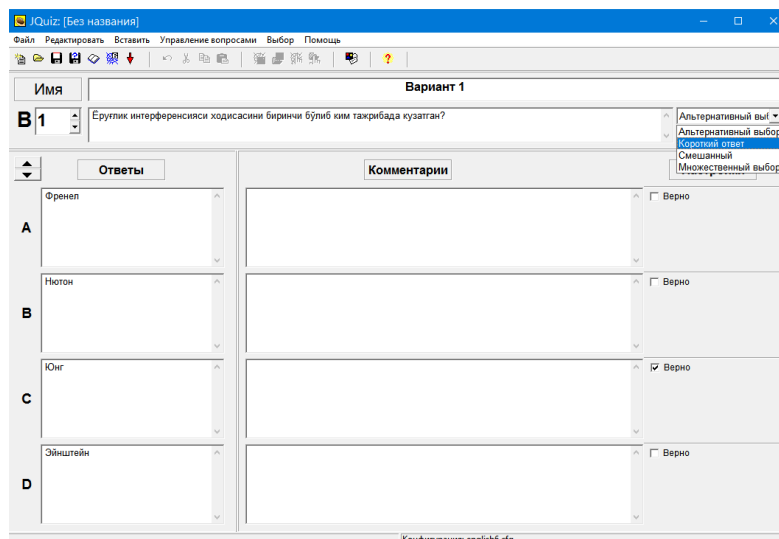 JQuiz: [Без названия]
Файл Редактировать Вставить Управление вопросами Выбор Помощь
Имя
Вариант 1
В 1
Ёруғлик интерференсияси ходисасини биринчи бўлиб ким тажрибада кузатган?
Альтернативный выб
Альтернативный выбор
Короткий ответ
Смешанный
Множественный выбор
Ответы
Комментарии
A
Френел
Верно
B
Нютон
Верно
C
Юнг
Верно
D
Эйнштейн
Верно